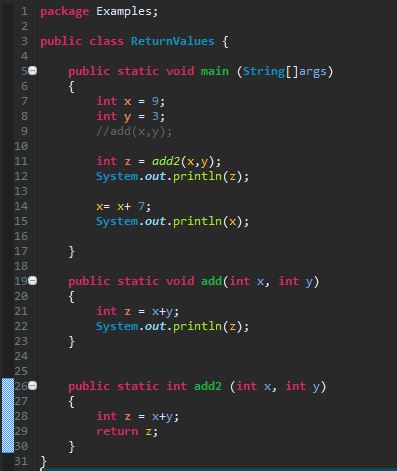 1 package Examples;
2
3 public class ReturnValues {
4
5 public static void main (String[]args)
6 {
7 int x = 9;
8 int y = 3;
9 //add(x,y);
10
11 int z = add2(x,y);
12 System.out.println(z);
13
14 x= x+ 7;
15 System.out.println(x);
16
17 }
18
19 public static void add(int x, int y)
20 {
21 int z = x+y;
22 System.out.println(z);
23 }
24
25
26 public static int add2 (int x, int y)
27 {
28 int z = x+y;
29 return z;
30 }
31 }